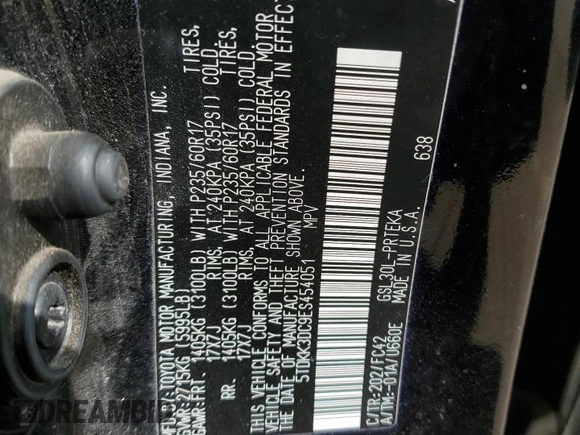 MFD. BY TOYOTA MOTOR MANUFACTURING, INDIANA, INC.
GVWR: 2715KG (5995LB)
GAWR: FRT. 1405KG (3100LB) WITH P235/60R17 TIRES,
17X7J RIMS, AT 240KPA (35PSI) COLD.
RR. 1405KG (3100LB) WITH P235/60R17 TIRES,
17X7J RIMS, AT 240KPA (35PSI) COLD.
THIS VEHICLE CONFORMS TO ALL APPLICABLE FEDERAL MOTOR
VEHICLE SAFETY AND THEFT PREVENTION STANDARDS IN EFFECT
ON THE DATE OF MANUFACTURE SHOWN ABOVE.
5TDKK3DC9ES454051 MPV
638
C/TR: 202/FC42 GSL30L-PRTEKA
A/TM-01A/U660E MADE IN U.S.A.
DREAMBID